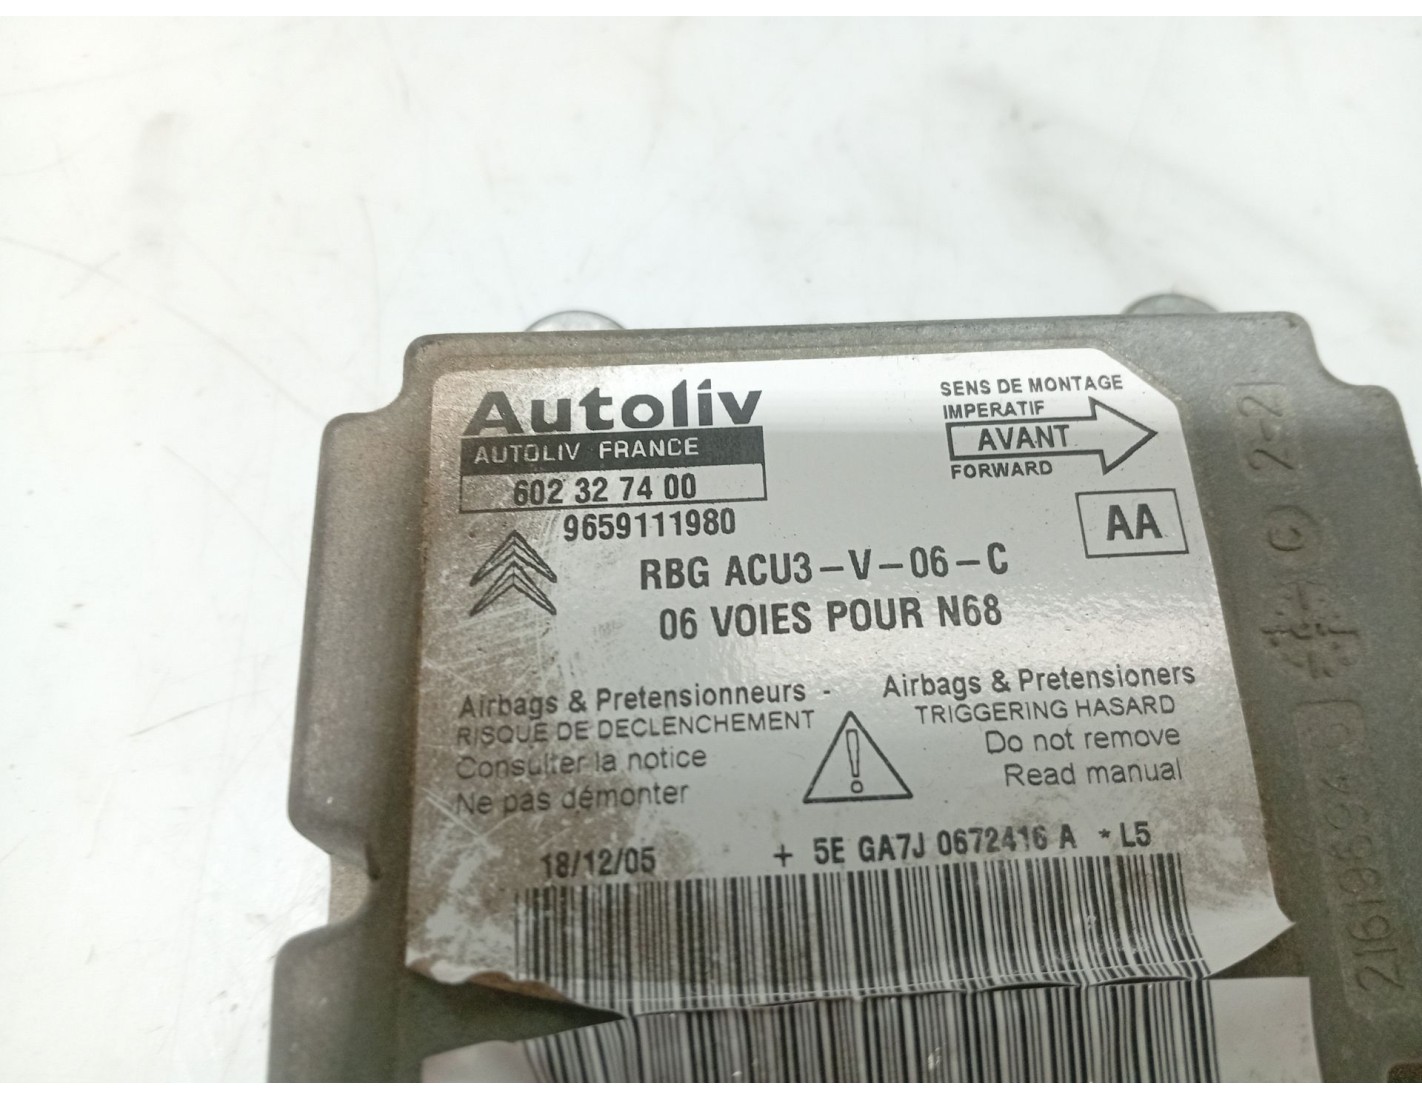 Autoliv
AUTOLIV FRANCE
602 32 74 00
9659111980
SENS DE MONTAGE
IMPERATIF
AVANT
FORWARD
AA
RBG ACU3-V-06-C
06 VOIES POUR N68
Airbags & Pretensionneurs -
RISQUE DE DECLENCHEMENT
Consulter la notice
Ne pas démonter
Airbags & Pretensioners
TRIGGERING HASARD
Do not remove
Read manual
18/12/05
+ 5E GA7J 0672416 A * L5
2-2